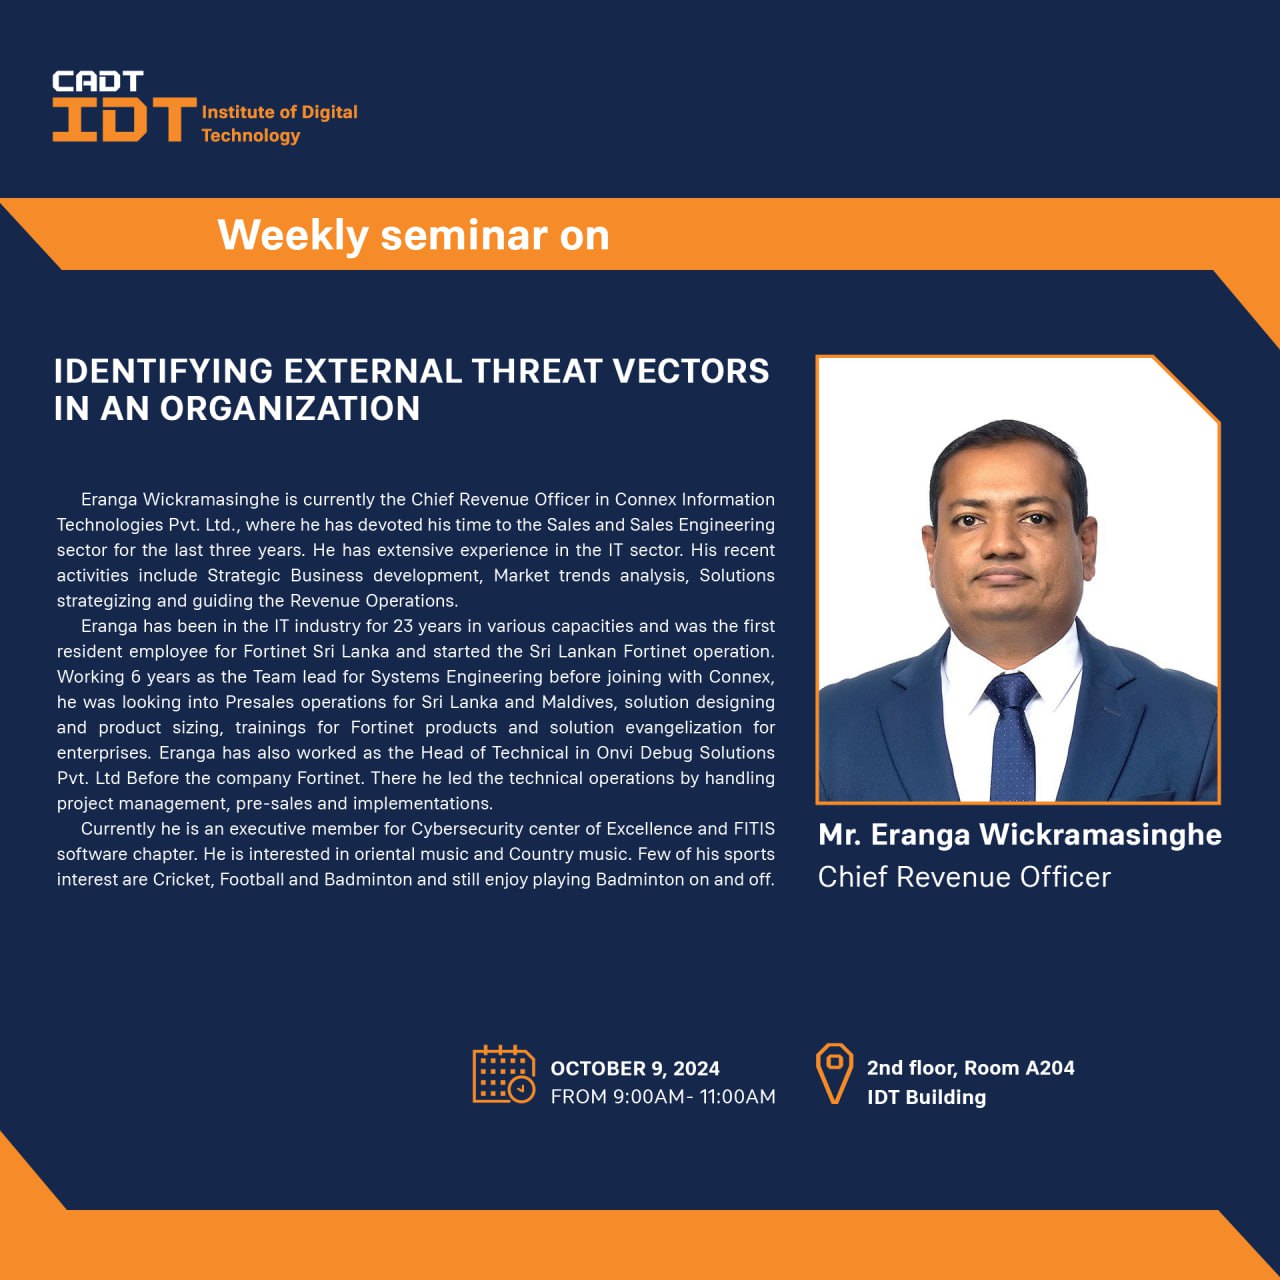 CADT
IDT Institute of Digital
Technology
Weekly seminar on
IDENTIFYING EXTERNAL THREAT VECTORS
IN AN ORGANIZATION
Eranga Wickramasinghe is currently the Chief Revenue Officer in Connex Information
Technologies Pvt. Ltd., where he has devoted his time to the Sales and Sales Engineering
sector for the last three years. He has extensive experience in the IT sector. His recent
activities include Strategic Business development, Market trends analysis, Solutions
strategizing and guiding the Revenue Operations.
Eranga has been in the IT industry for 23 years in various capacities and was the first
resident employee for Fortinet Sri Lanka and started the Sri Lankan Fortinet operation.
Working 6 years as the Team lead for Systems Engineering before joining with Connex,
he was looking into Presales operations for Sri Lanka and Maldives, solution designing
and product sizing, trainings for Fortinet products and solution evangelization for
enterprises. Eranga has also worked as the Head of Technical in Onvi Debug Solutions
Pvt. Ltd Before the company Fortinet. There he led the technical operations by handling
project management, pre-sales and implementations.
Currently he is an executive member for Cybersecurity center of Excellence and FITIS
software chapter. He is interested in oriental music and Country music. Few of his sports
interest are Cricket, Football and Badminton and still enjoy playing Badminton on and off.
Mr. Eranga Wickramasinghe
Chief Revenue Officer
OCTOBER 9, 2024
FROM 9:00AM- 11:00AM
2nd floor, Room A204
IDT Building